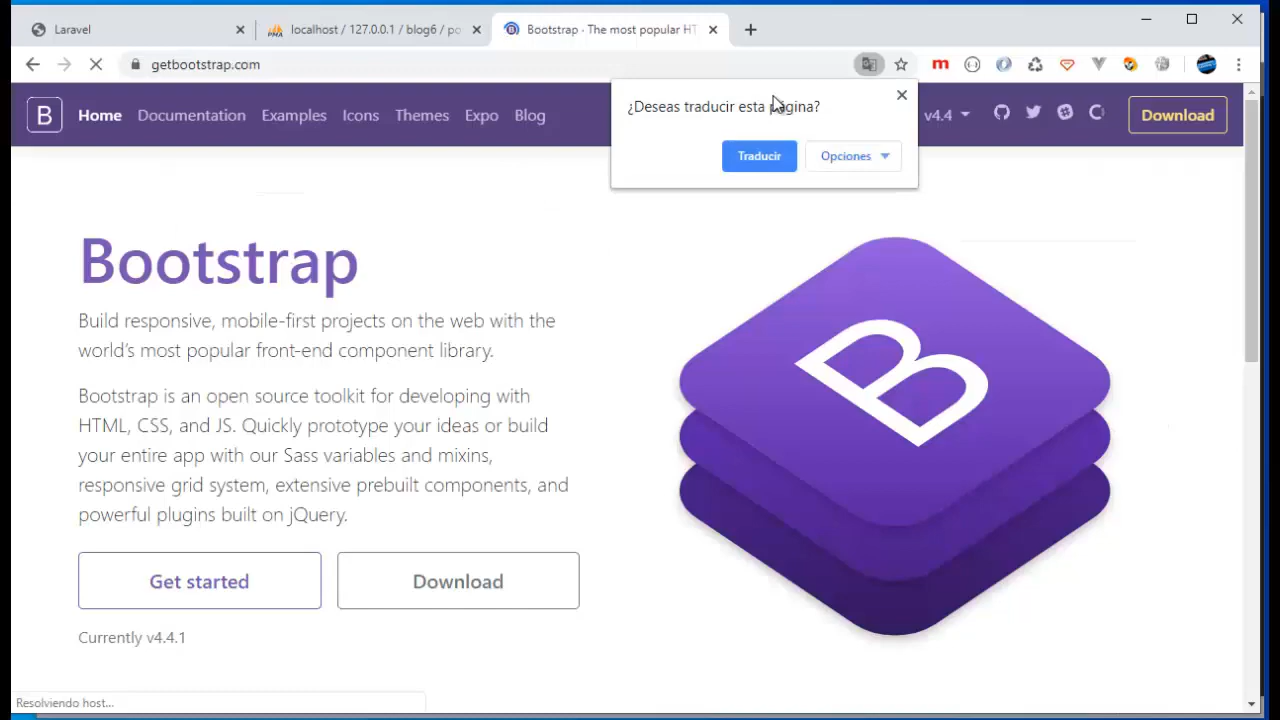 Laravel
localhost / 127.0.0.1 / blog6 / po
Bootstrap · The most popular HT
getbootstrap.com
m
¿Deseas traducir esta página?
Traducir
Opciones
B
Home
Documentation
Examples
Icons
Themes
Expo
Blog
v4.4
Download
Bootstrap
Build responsive, mobile-first projects on the web with the
world's most popular front-end component library.
Bootstrap is an open source toolkit for developing with
HTML, CSS, and JS. Quickly prototype your ideas or build
your entire app with our Sass variables and mixins,
responsive grid system, extensive prebuilt components, and
powerful plugins built on jQuery.
B
Get started
Download
Currently v4.4.1
Resolviendo host...